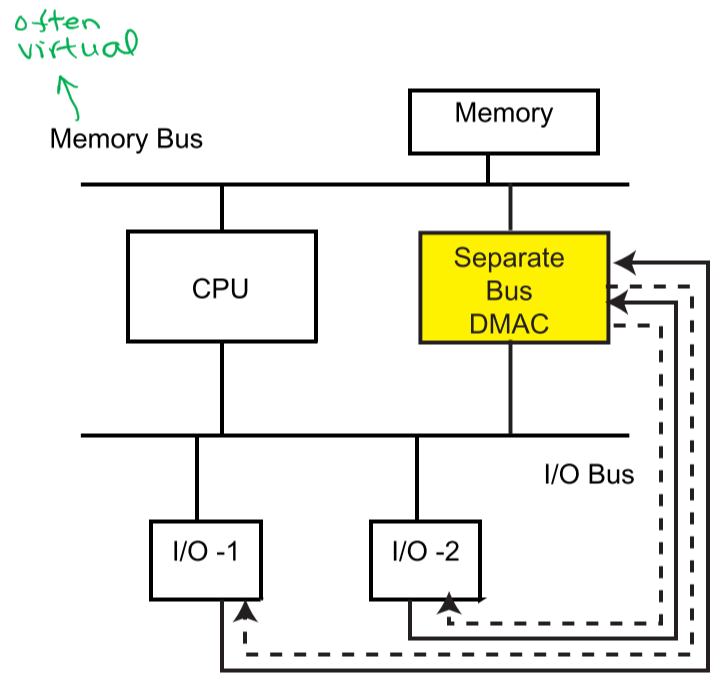 often
virtual
Memory Bus
Memory
CPU
Separate
Bus
DMAC
I/O Bus
I/O -1
I/O -2